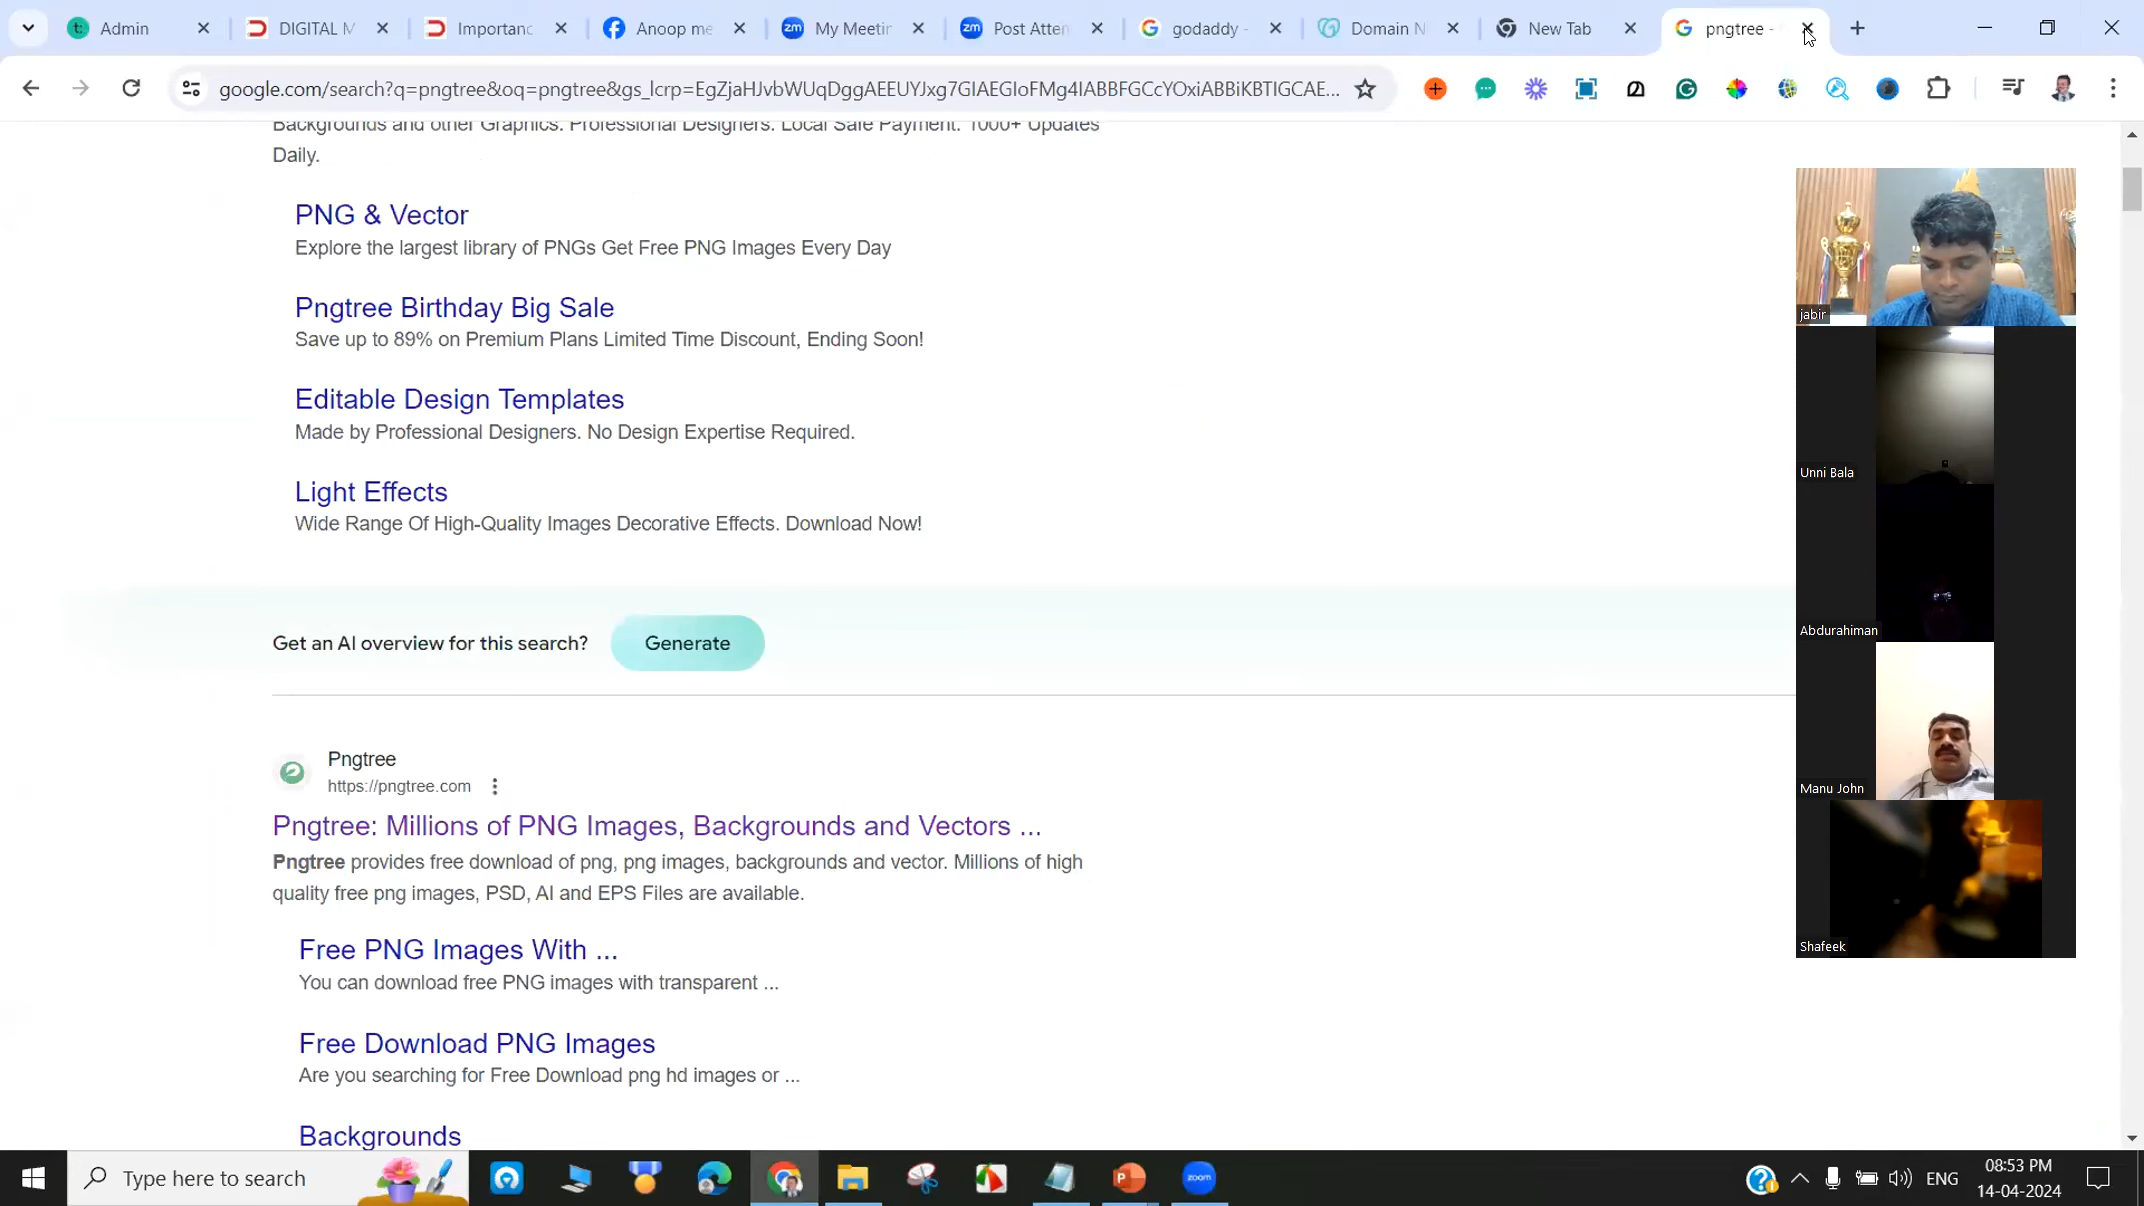 Admin
DIGITAL M
Importanc
Anoop me
My Meetin
Post Atten
godaddy -
Domain N
New Tab
pngtree -
google.com/search?q=pngtree&oq=pngtree&gs_lcrp=EgZjaHJvbWUqDggAEEUYJxg7GIAEGIoFMg4IABBFGCcYOxiABBiKBTIGCAE...
Backgrounds and other Graphics. Professional Designers. Local Safe Payment. 1000+ Updates
Daily.
PNG & Vector
Explore the largest library of PNGs Get Free PNG Images Every Day
Pngtree Birthday Big Sale
Save up to 89% on Premium Plans Limited Time Discount, Ending Soon!
Editable Design Templates
Made by Professional Designers. No Design Expertise Required.
Light Effects
Wide Range Of High-Quality Images Decorative Effects. Download Now!
Get an AI overview for this search?
Generate
Pngtree
https://pngtree.com
Pngtree: Millions of PNG Images, Backgrounds and Vectors ...
Pngtree provides free download of png, png images, backgrounds and vector. Millions of high
quality free png images, PSD, AI and EPS Files are available.
Free PNG Images With ...
You can download free PNG images with transparent ...
Free Download PNG Images
Are you searching for Free Download png hd images or ...
Backgrounds
jabir
Unni Bala
Abdurahiman
Manu John
Shafeek
Type here to search
zoom
ENG
08:53 PM
14-04-2024